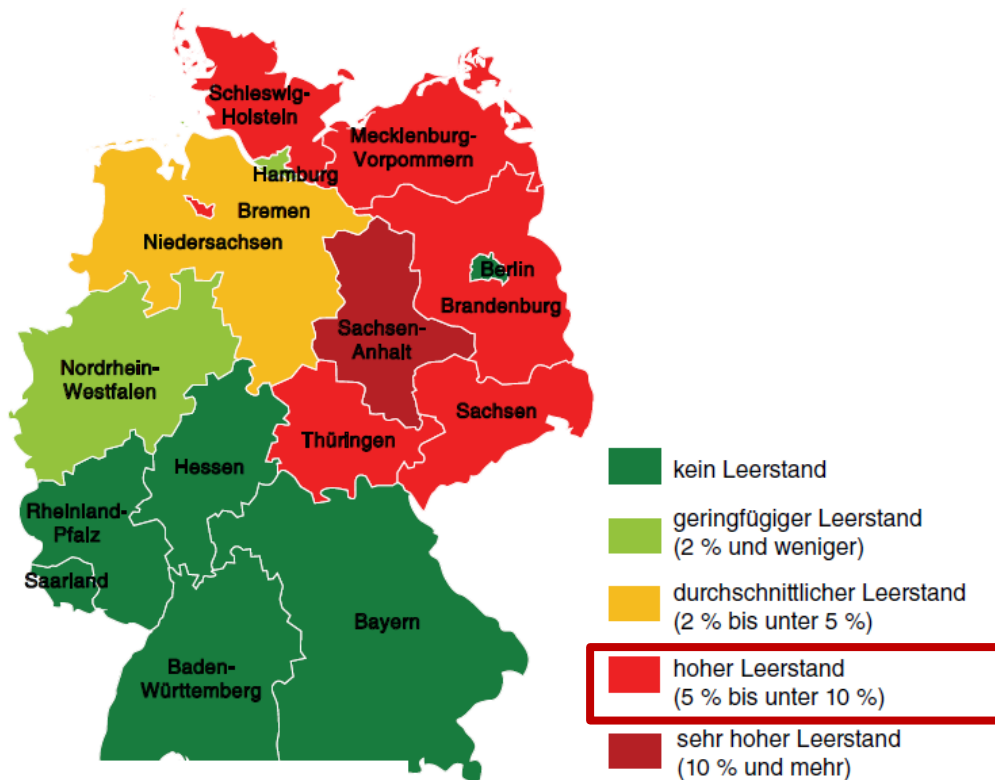 Schleswig-
Holstein
Mecklenburg-
Vorpommern
Hamburg
Bremen
Niedersachsen
Berlin
Brandenburg
Sachsen-
Anhalt
Nordrhein-
Westfalen
Sachsen
Thüringen
Hessen
Rheinland-
Pfalz
Saarland
Bayern
Baden-
Württemberg
kein Leerstand
geringfügiger Leerstand
(2 % und weniger)
durchschnittlicher Leerstand
(2 % bis unter 5 %)
hoher Leerstand
(5 % bis unter 10 %)
sehr hoher Leerstand
(10 % und mehr)